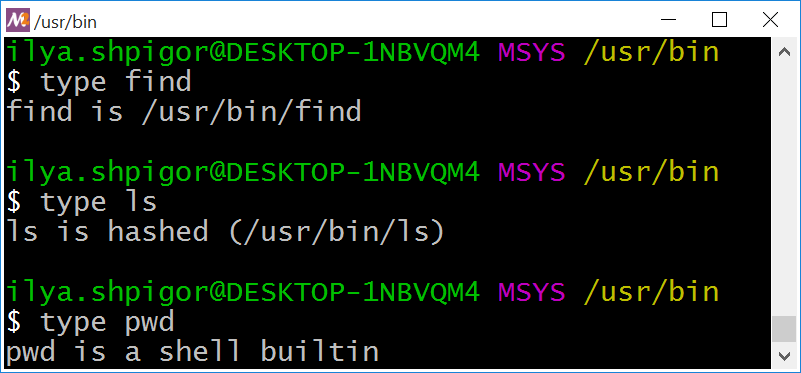 /usr/bin
ilya.shpigor@DESKTOP-1NBVQM4 MSYS /usr/bin
$ type find
find is /usr/bin/find
ilya.shpigor@DESKTOP-1NBVQM4 MSYS /usr/bin
$ type ls
ls is hashed (/usr/bin/ls)
ilya.shpigor@DESKTOP-1NBVQM4 MSYS /usr/bin
$ type pwd
pwd is a shell builtin